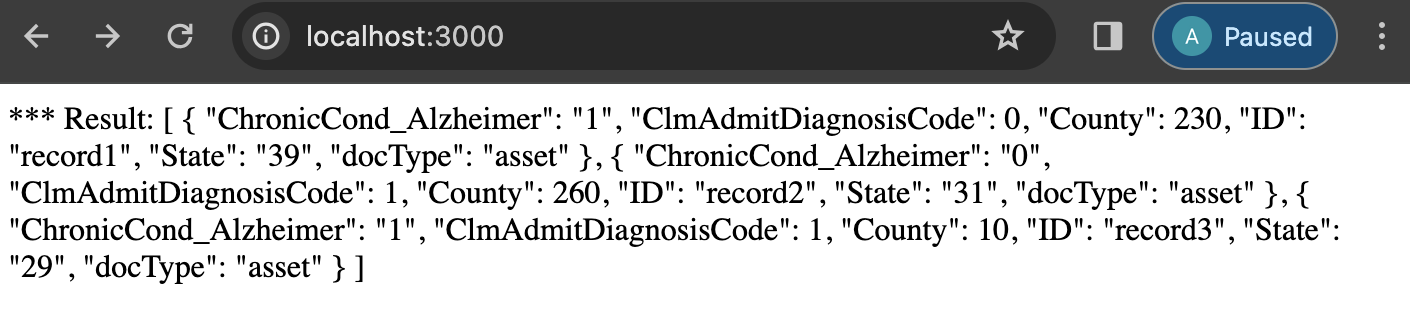 localhost:3000
A Paused
*** Result: [ { "ChronicCond_Alzheimer": "1", "ClmAdmitDiagnosisCode": 0, "County": 230, "ID":
"record1", "State": "39", "docType": "asset" }, { "ChronicCond_Alzheimer": "0",
"ClmAdmitDiagnosisCode": 1, "County": 260, "ID": "record2", "State": "31", "docType": "asset" }, {
"ChronicCond_Alzheimer": "1", "ClmAdmitDiagnosisCode": 1, "County": 10, "ID": "record3", "State":
"29", "docType": "asset" } ]